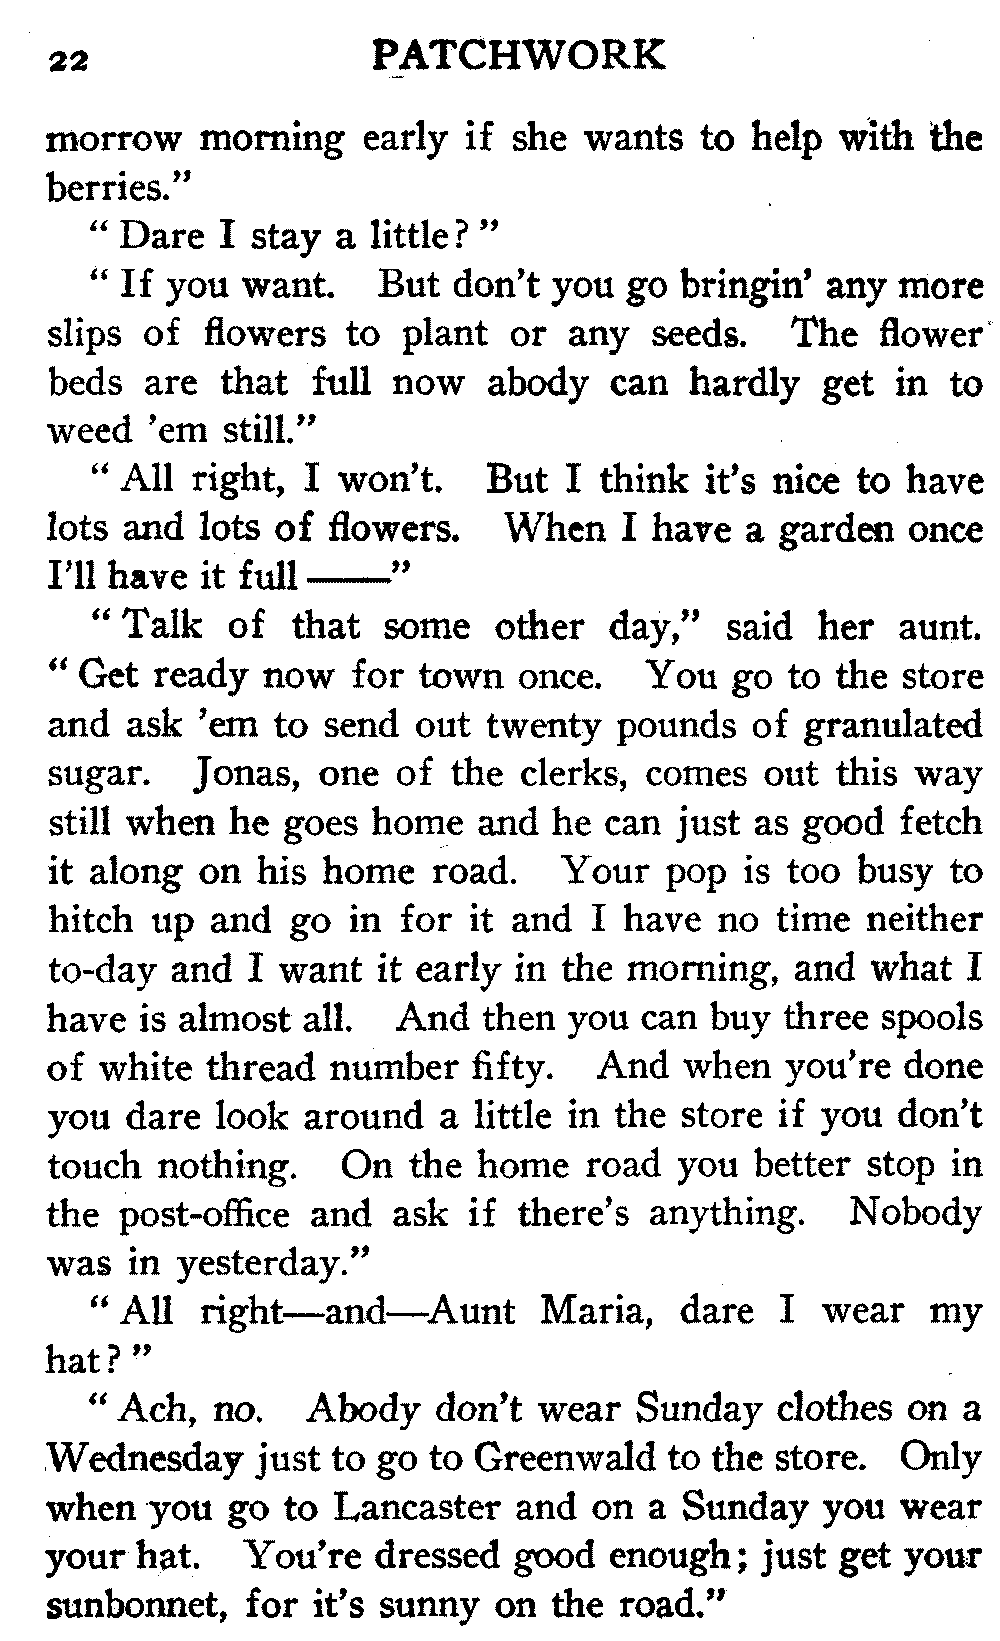 22 PATCHWORK
morrow morning early if she wants to help with the
berries."
" Dare I stay a little? "
" If you want. But don't you go bringin' any more
slips of flowers to plant or any seeds. The flower
beds are that full now abody can hardly get in to
weed 'em still."
" All right, I won't. But I think it's nice to have
lots and lots of flowers. When I have a garden once
I'll have it full ——"
" Talk of that some other day," said her aunt.
" Get ready now for town once. You go to the store
and ask 'em to send out twenty pounds of granulated
sugar. Jonas, one of the clerks, comes out this way
still when he goes home and he can just as good fetch
it along on his home road. Your pop is too busy to
hitch up and go in for it and I have no time neither
to-day and I want it early in the morning, and what I
have is almost all. And then you can buy three spools
of white thread number fifty. And when you're done
you dare look around a little in the store if you don't
touch nothing. On the home road you better stop in
the post-office and ask if there's anything. Nobody
was in yesterday."
" All right—and—Aunt Maria, dare I wear my
hat? "
" Ach, no. Abody don't wear Sunday clothes on a
Wednesday just to go to Greenwald to the store. Only
when you go to Lancaster and on a Sunday you wear
your hat. You're dressed good enough; just get your
sunbonnet, for it's sunny on the road."